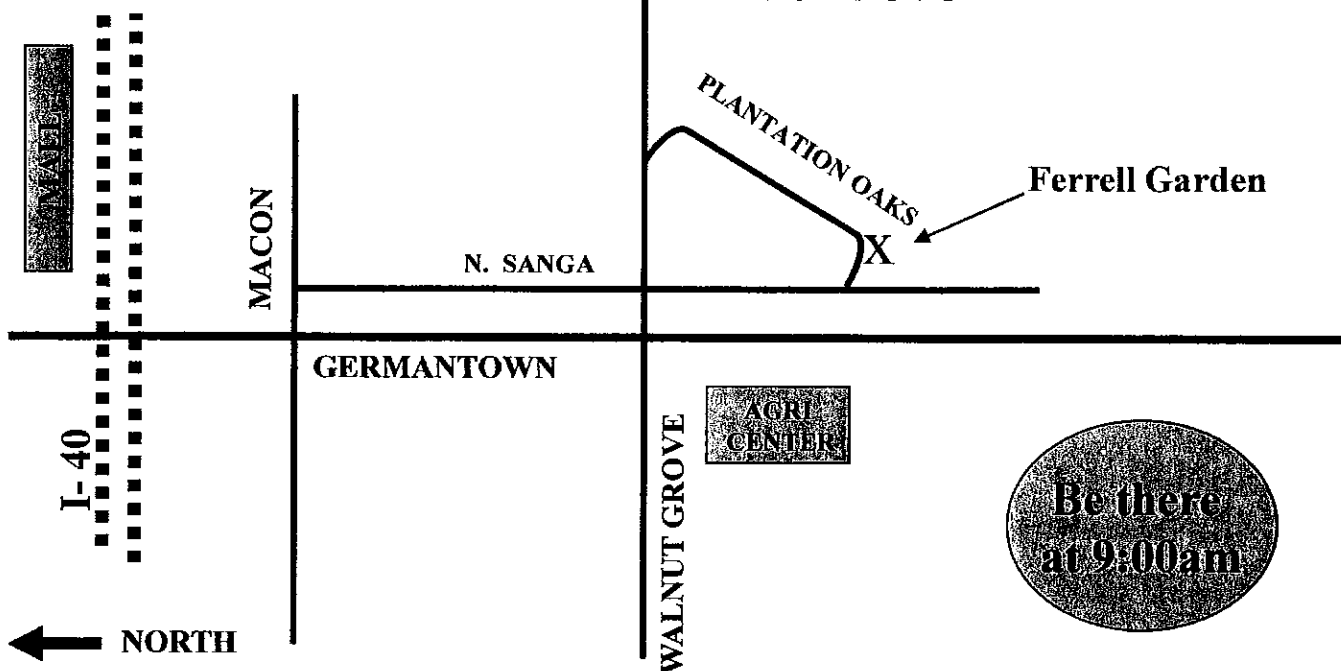 MALL
PLANTATION OAKS
Ferrell Garden
MACON
N. SANGA
GERMANTOWN
I- 40
AGRI
CENTER
WALNUT GROVE
Be there
at 9:00am
NORTH
X